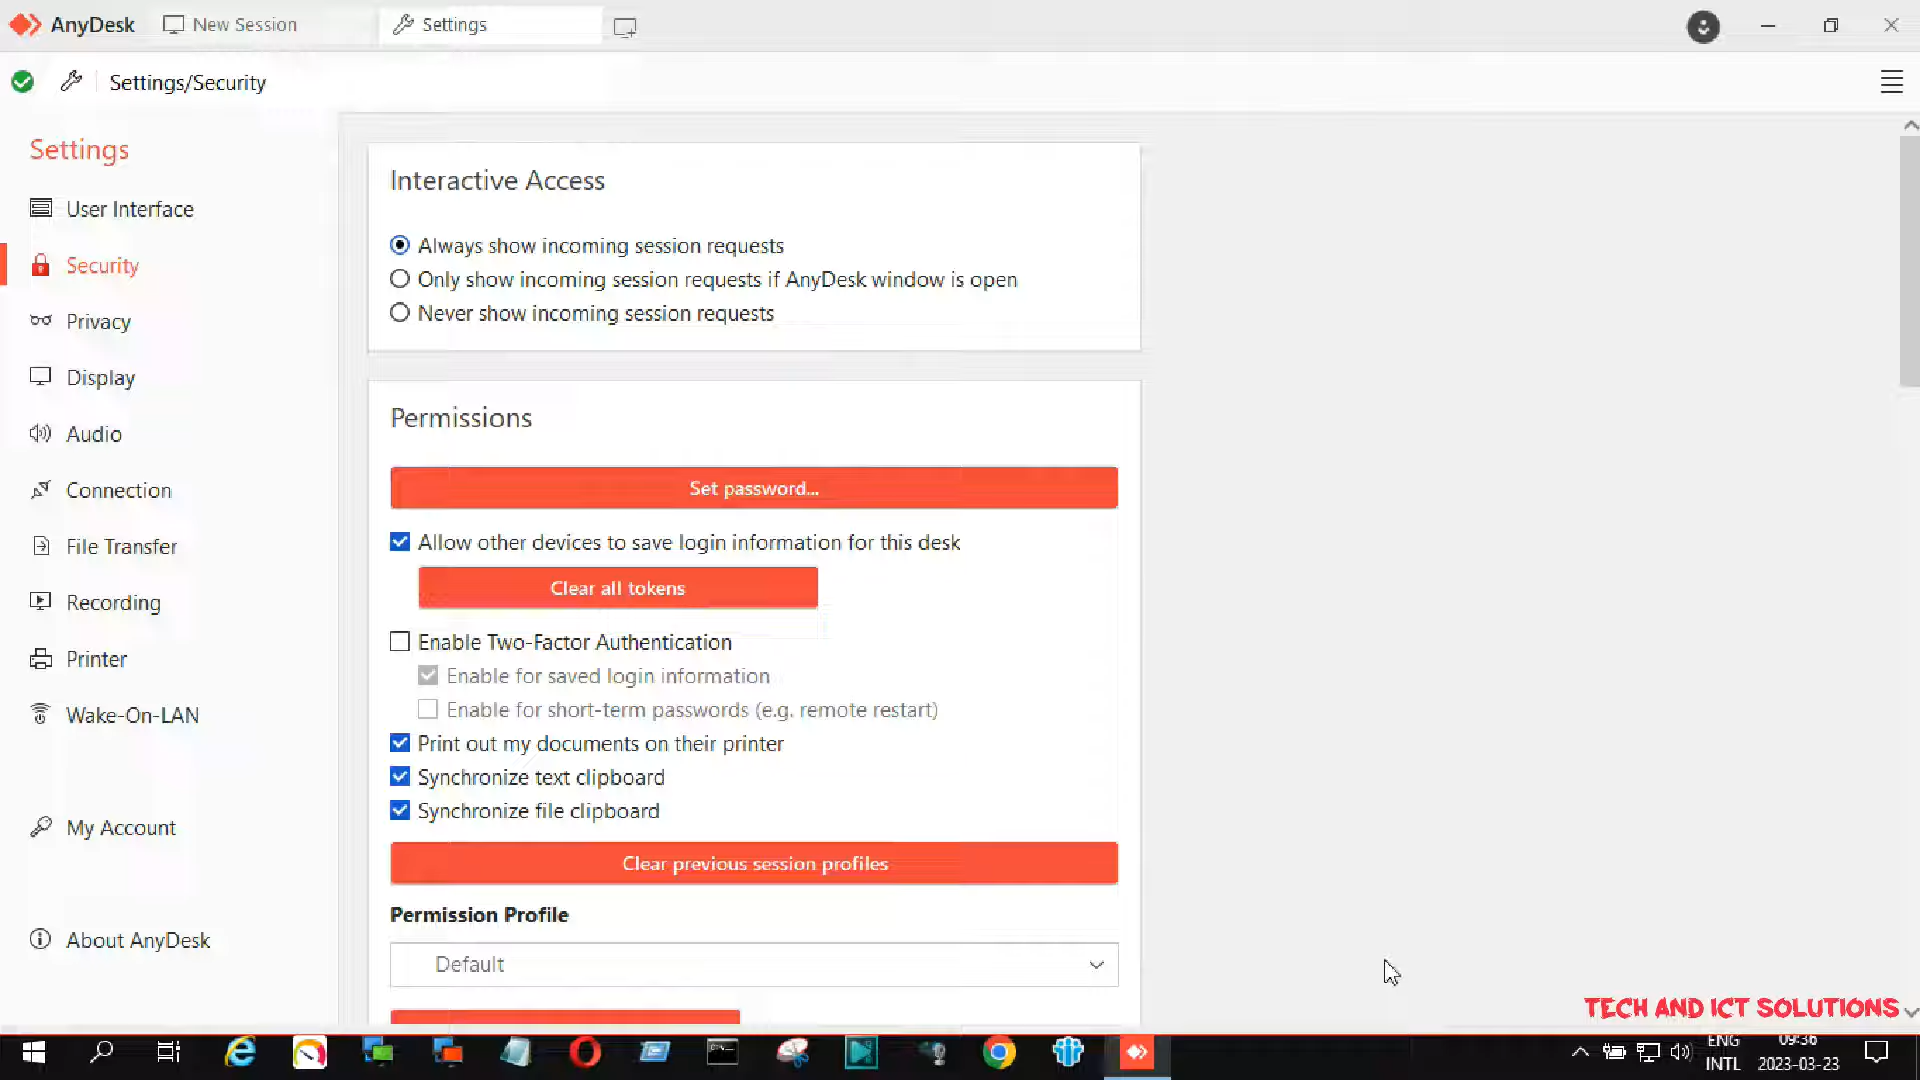 AnyDesk
New Session
Settings
Settings/Security
Settings
User Interface
Security
Privacy
Display
Audio
Connection
File Transfer
Recording
Printer
Wake-On-LAN
My Account
About AnyDesk
Interactive Access
Always show incoming session requests
Only show incoming session requests if AnyDesk window is open
Never show incoming session requests
Permissions
Set password...
Allow other devices to save login information for this desk
Clear all tokens
Enable Two-Factor Authentication
Enable for saved login information
Enable for short-term passwords (e.g. remote restart)
Print out my documents on their printer
Synchronize text clipboard
Synchronize file clipboard
Clear previous session profiles
Permission Profile
Default
TECH AND ICT SOLUTIONS
ENG
INTL
09:36
2023-03-23